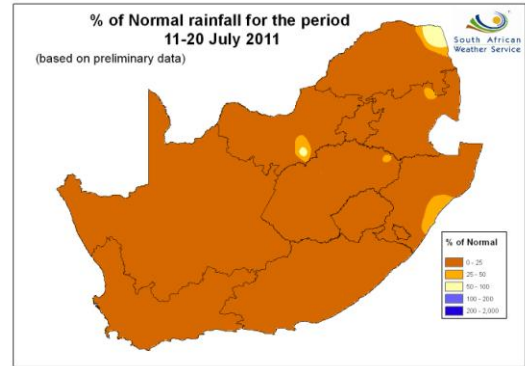 % of Normal rainfall for the period
11-20 July 2011
(based on preliminary data)
South African
Weather Service
% of Normal
0 - 25
25 - 50
50 - 100
100 - 200
200 - 2,000